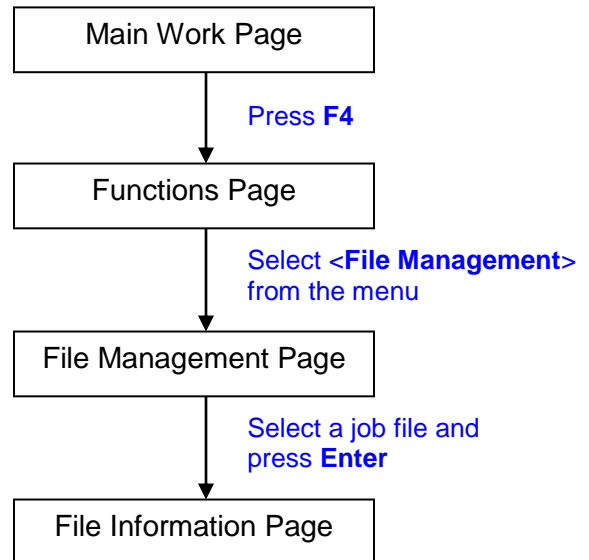 Main Work Page
Press F4
Functions Page
Select <File Management>
from the menu
File Management Page
Select a job file and
press Enter
File Information Page